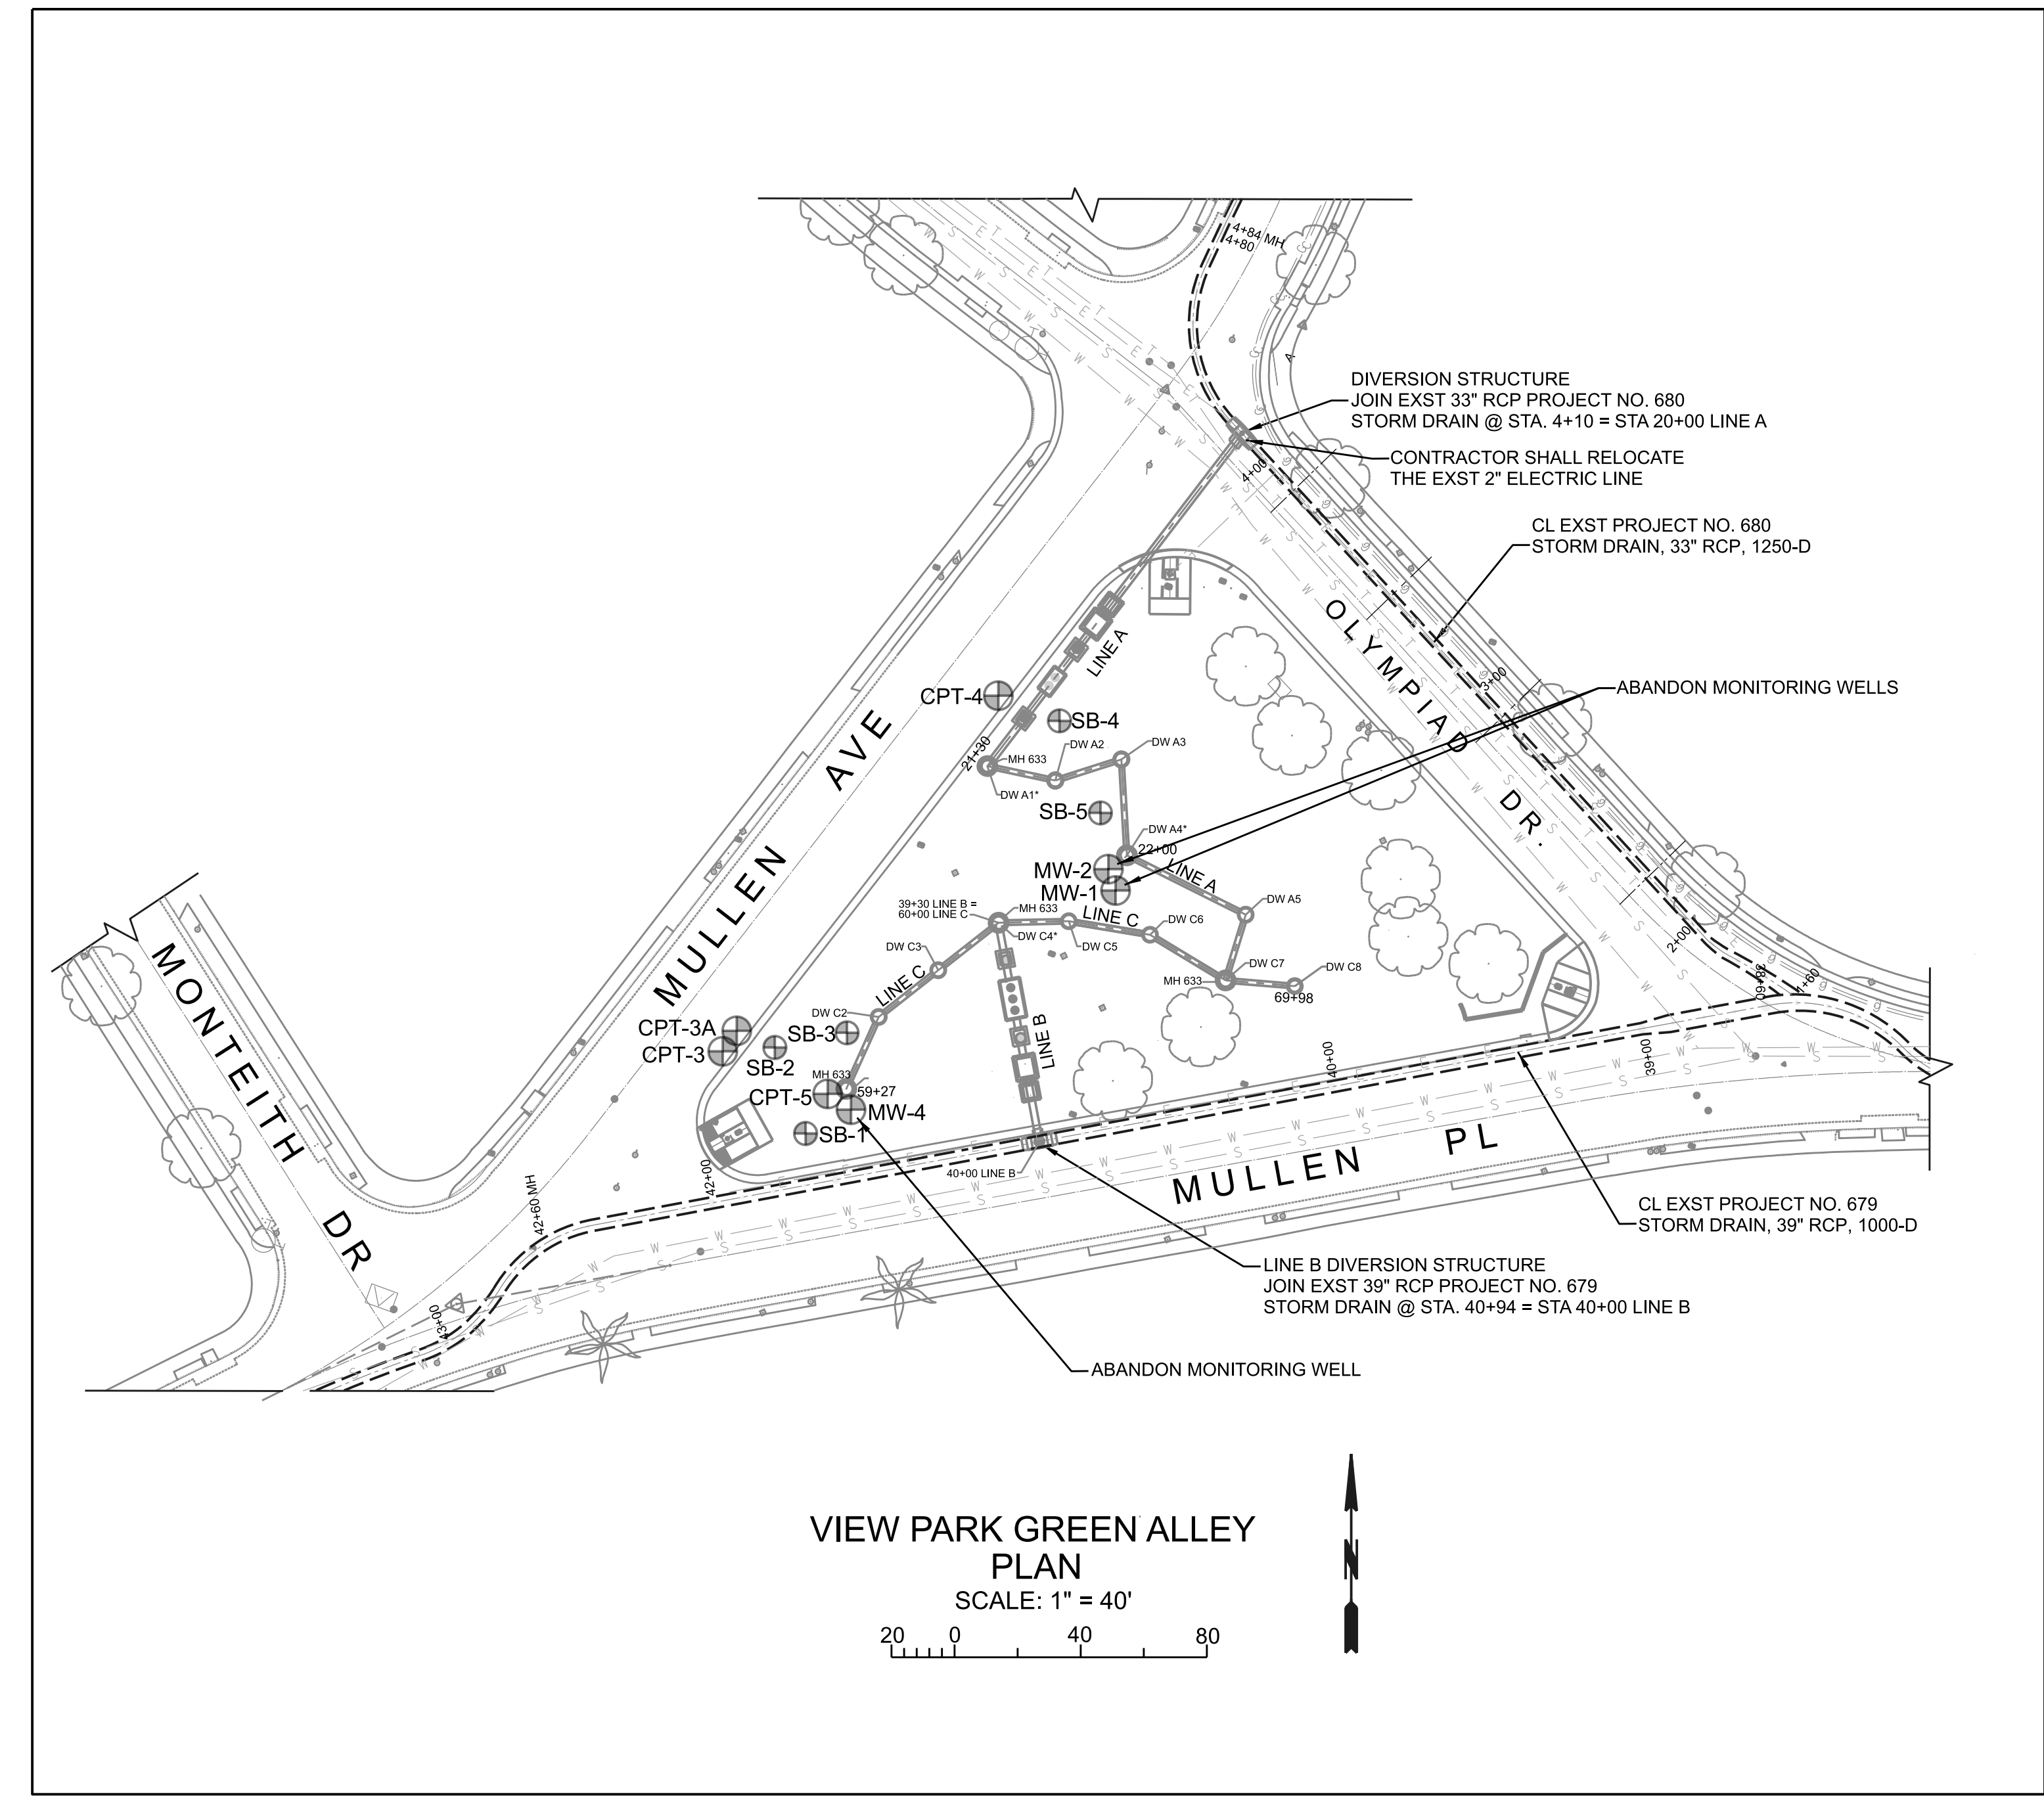 4+84 MH
4+80
DIVERSION STRUCTURE
JOIN EXST 33" RCP PROJECT NO. 680
STORM DRAIN @ STA. 4+10 = STA 20+00 LINE A
CONTRACTOR SHALL RELOCATE
THE EXST 2" ELECTRIC LINE
4+00
CL EXST PROJECT NO. 680
STORM DRAIN, 33" RCP, 1250-D
OLYMPIAD DR.
LINE A
3+00
ABANDON MONITORING WELLS
CPT-4
SB-4
MULLEN AVE
21+30
MH 633
DW A1*
DW A2
DW A3
SB-5
DW A4*
22+00
MW-2
MW-1
LINE A
DW A5
39+30 LINE B =
60+00 LINE C
MH 633
DW C4*
LINE C
DW C5
DW C6
DW C3
DW C7
MH 633
DW C8
69+98
2+00
38+60
1+60
LINE C
DW C2
LINE B
MONTEITH DR
CPT-3A
CPT-3
SB-3
SB-2
MH 633
59+27
CPT-5
MW-4
SB-1
40+00
39+00
40+00 LINE B
42+00
42+60 MH
43+00
MULLEN PL
CL EXST PROJECT NO. 679
STORM DRAIN, 39" RCP, 1000-D
LINE B DIVERSION STRUCTURE
JOIN EXST 39" RCP PROJECT NO. 679
STORM DRAIN @ STA. 40+94 = STA 40+00 LINE B
ABANDON MONITORING WELL
VIEW PARK GREEN ALLEY
PLAN
SCALE: 1" = 40'
20 0 40 80
N